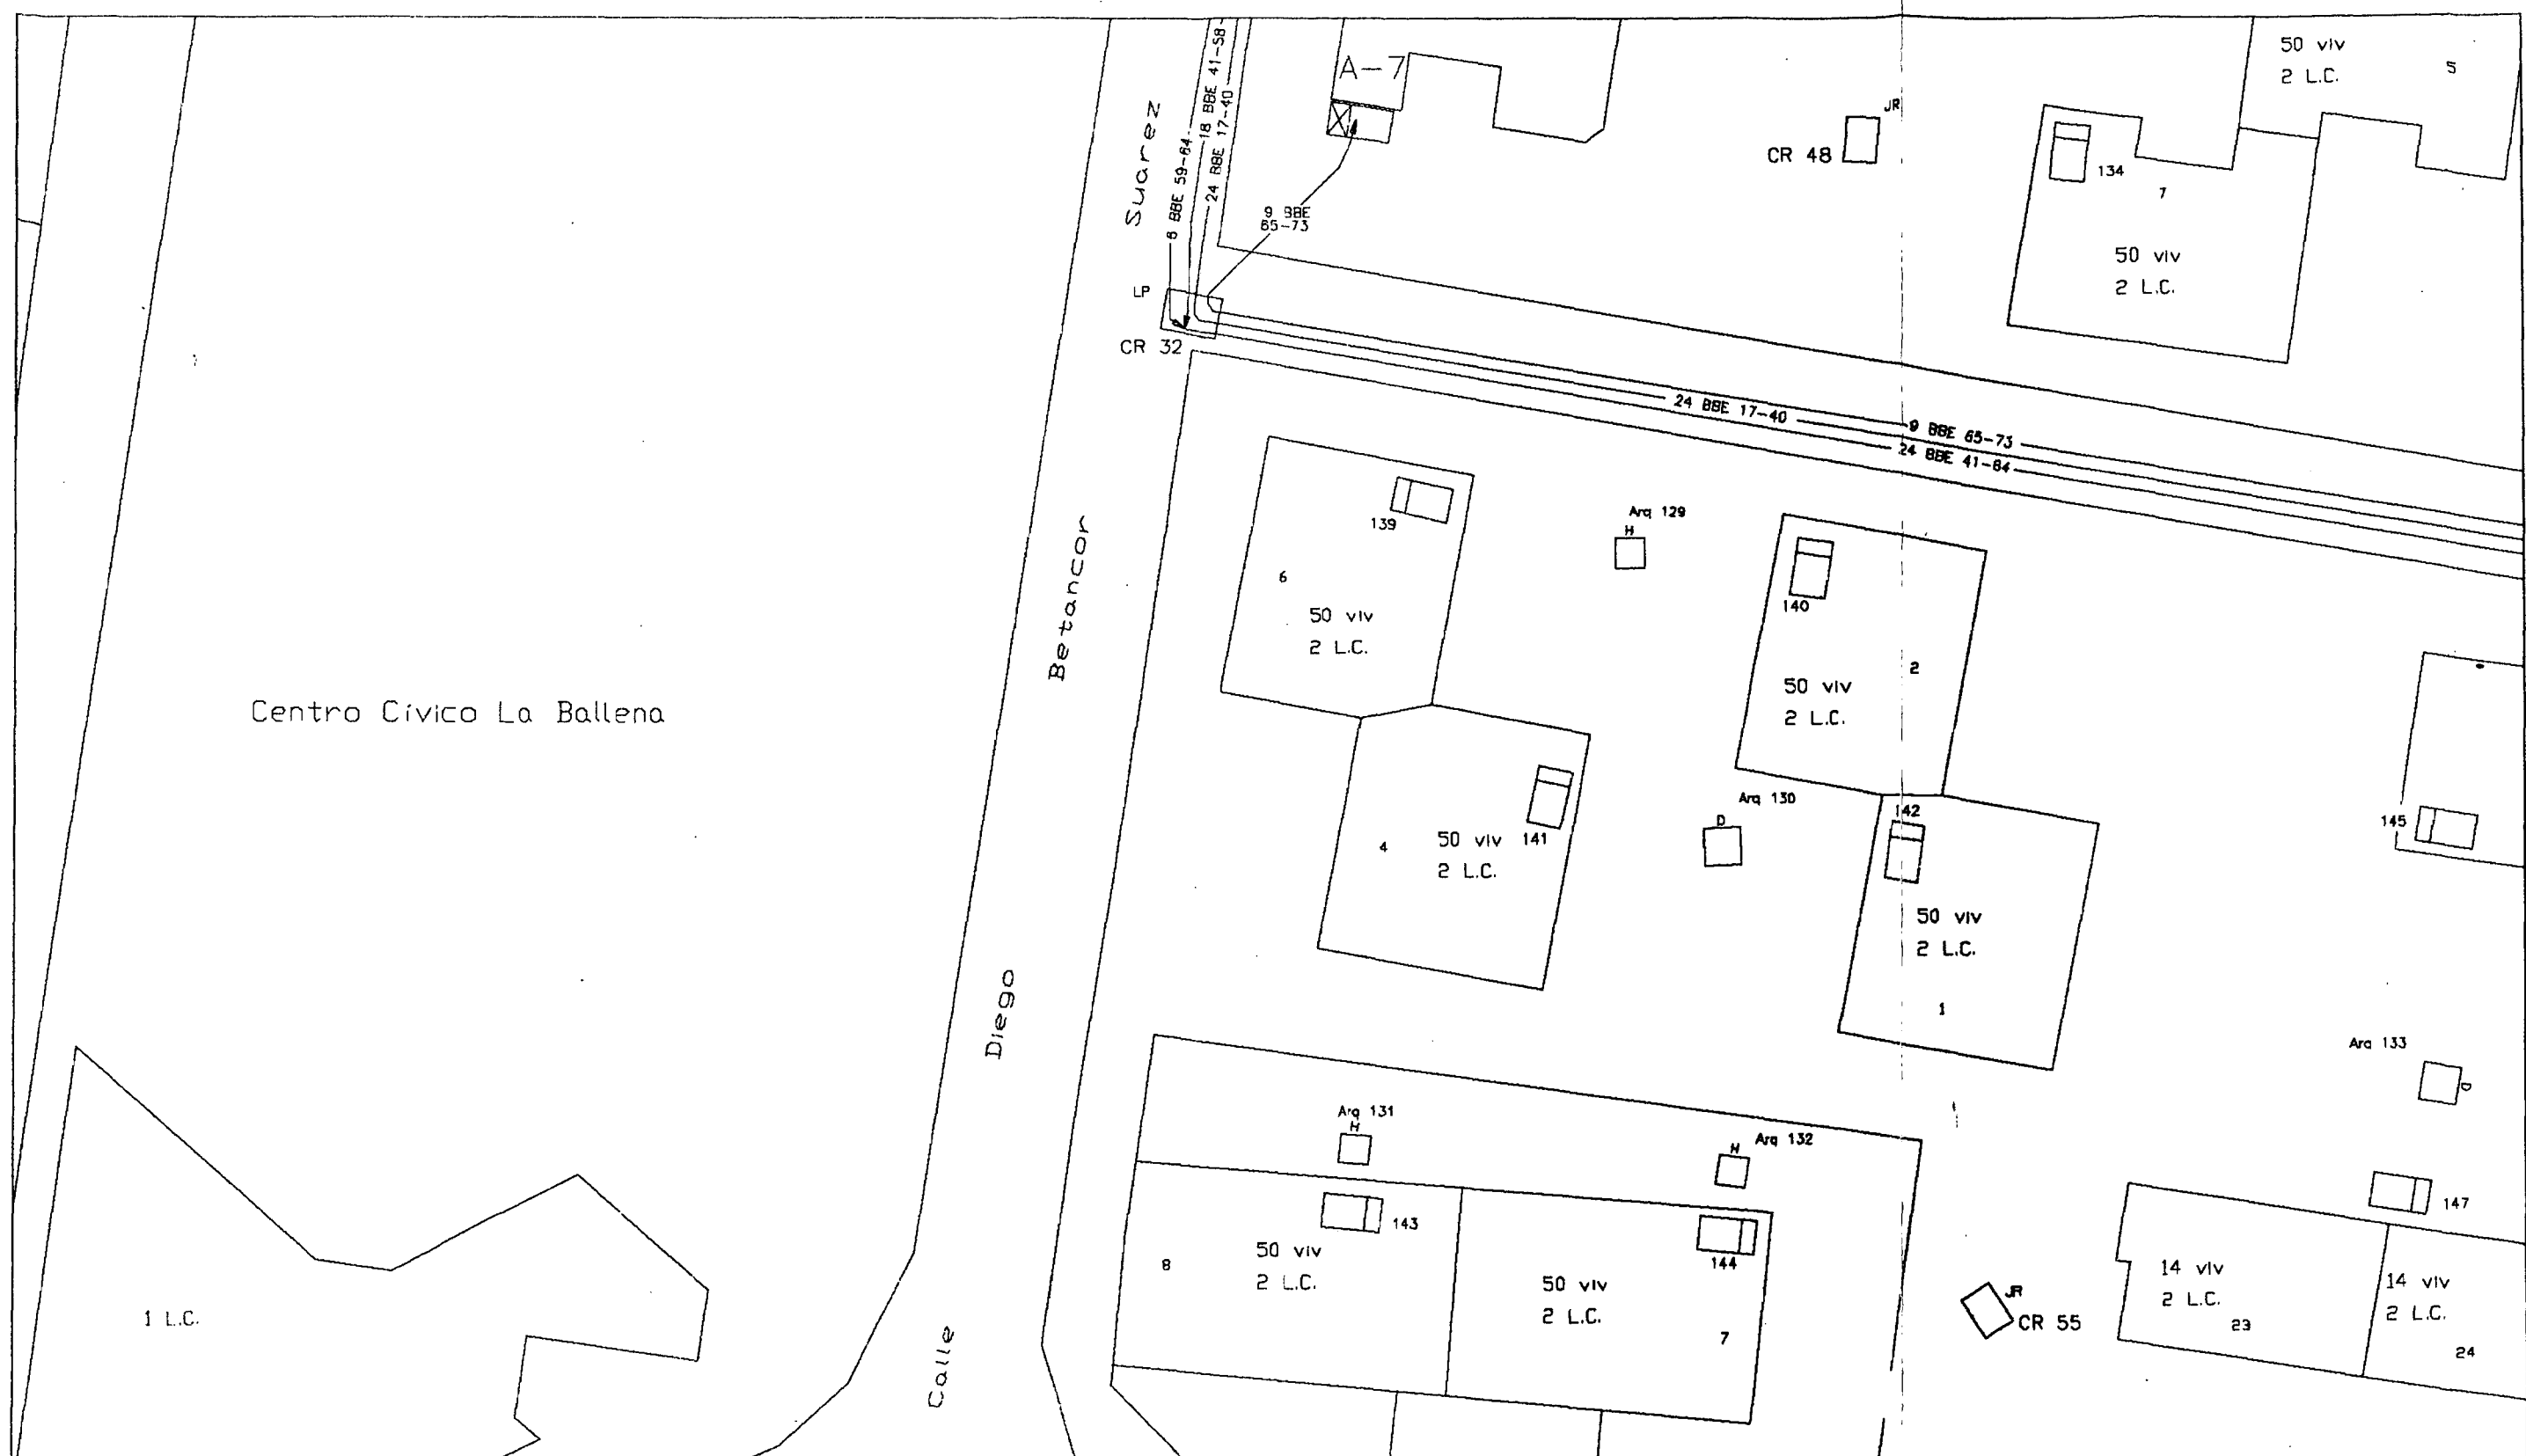 50 viv
2 L.C.
5
A-7
18 BBE 41-58
24 BBE 17-40
6 BBE 59-64
Suarez
9 BBE
65-73
JR
CR 48
134
7
50 viv
2 L.C.
LP
CR 32
24 BBE 17-40
9 BBE 65-73
24 BBE 41-64
139
Arq 129
H
6
50 viv
2 L.C.
140
2
50 viv
2 L.C.
Betancor
Centro Cívico La Ballena
Arq 130
D
142
141
4
50 viv
2 L.C.
145
50 viv
2 L.C.
1
Diego
Arq 133
D
Arq 131
H
Arq 132
H
143
147
8
50 viv
2 L.C.
144
50 viv
2 L.C.
7
14 viv
2 L.C.
23
14 viv
2 L.C.
24
JR
CR 55
1 L.C.
Calle